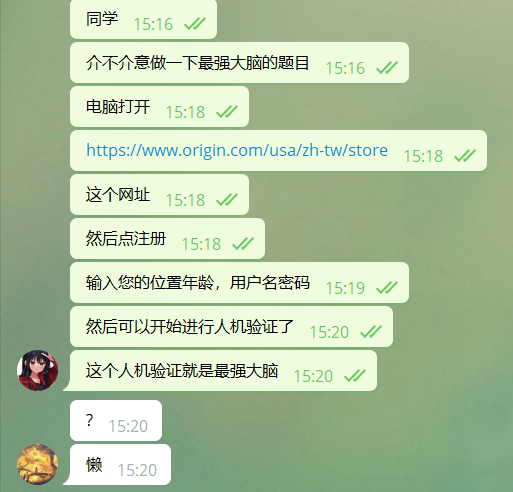 同学 15:16
介不介意做一下最强大脑的题目 15:16
电脑打开 15:18
https://www.origin.com/usa/zh-tw/store 15:18
这个网址 15:18
然后点注册 15:18
输入您的位置年龄，用户名密码 15:19
然后可以开始进行人机验证了 15:20
这个人机验证就是最强大脑 15:20
？ 15:20
懒 15:20